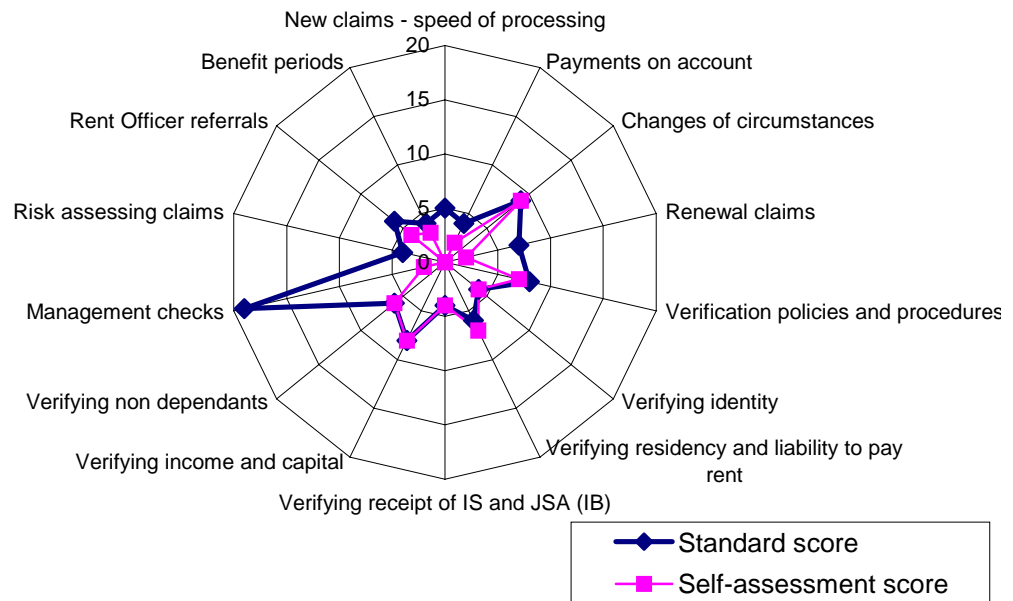 New claims - speed of processing
20
Benefit periods
Payments on account
15
Rent Officer referrals
Changes of circumstances
10
5
Risk assessing claims
Renewal claims
0
Management checks
Verification policies and procedures
Verifying non dependants
Verifying identity
Verifying income and capital
Verifying residency and liability to pay
rent
Verifying receipt of IS and JSA (IB)
Standard score
Self-assessment score